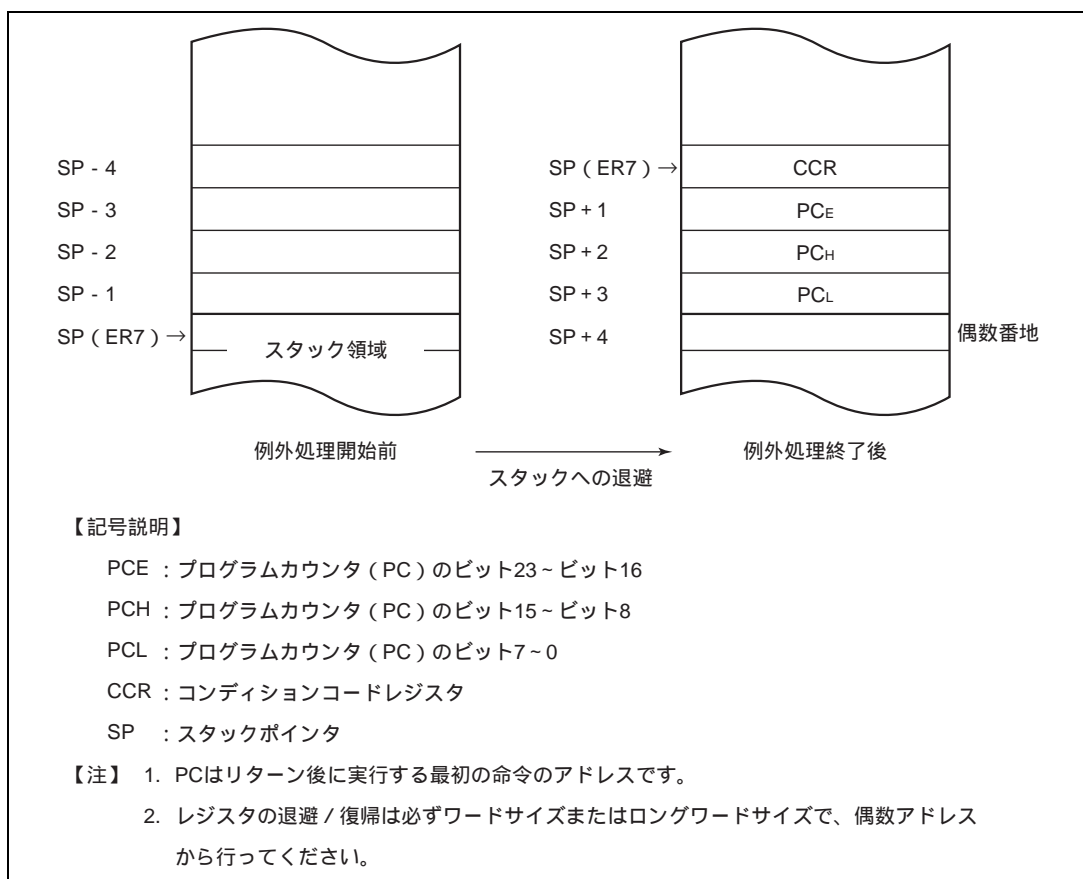 SP - 4
SP - 3
SP - 2
SP - 1
SP ( ER7 ) →
スタック領域
例外処理開始前
SP ( ER7 ) →
CCR
SP + 1
PCE
SP + 2
PCH
SP + 3
PCL
SP + 4
偶数番地
例外処理終了後
スタックへの退避
【記号説明】
PCE : プログラムカウンタ ( PC ) のビット23 ~ ビット16
PCH : プログラムカウンタ ( PC ) のビット15 ~ ビット8
PCL : プログラムカウンタ ( PC ) のビット7 ~ 0
CCR : コンディションコードレジスタ
SP : スタックポインタ
【注】 1. PCはリターン後に実行する最初の命令のアドレスです。
2. レジスタの退避 / 復帰は必ずワードサイズまたはロングワードサイズで、偶数アドレス
から行ってください。